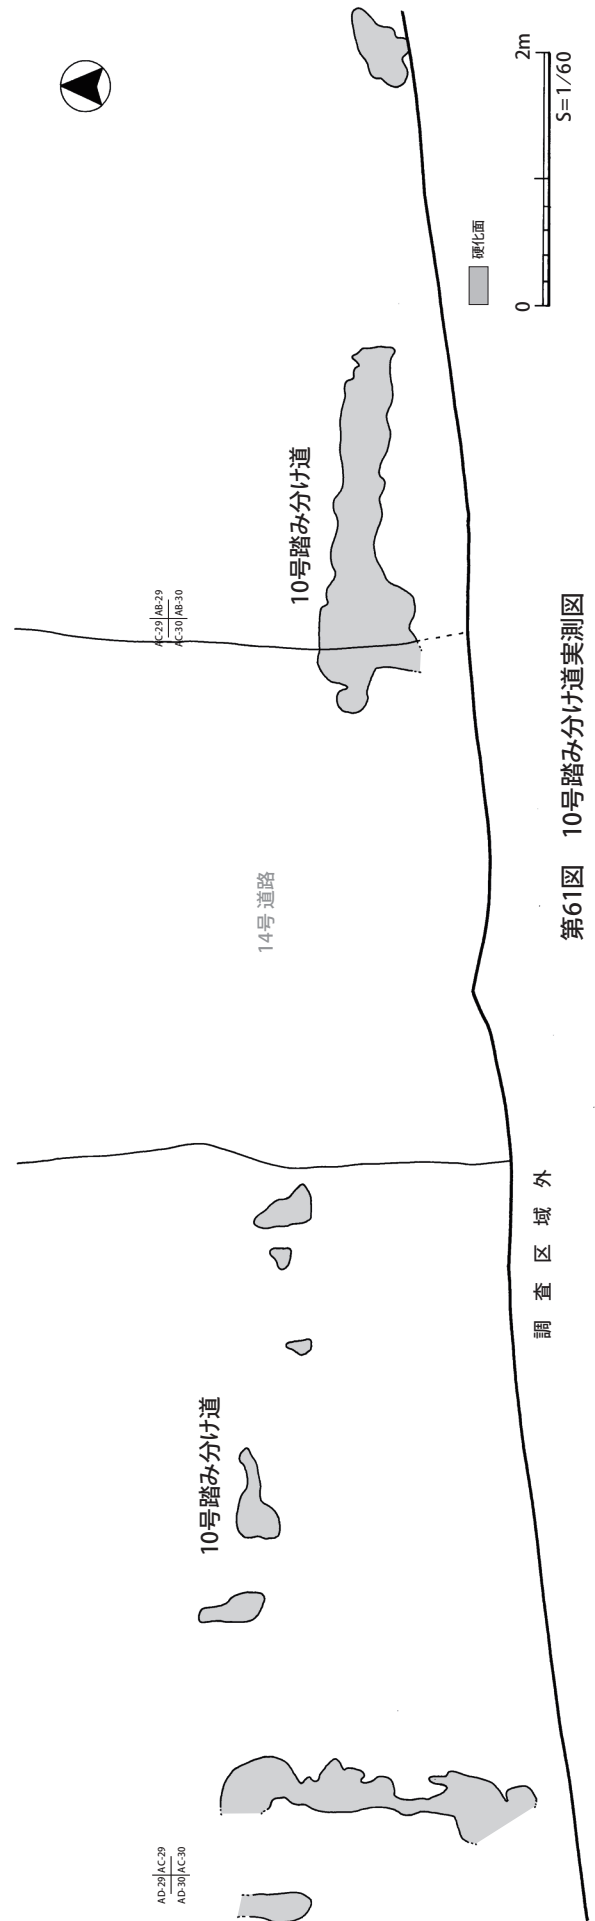 AD-29 AC-29
AD-30 AC-30
10号踏み分け道
14号 道路
AC-29 AB-29
AC-30 AB-30
10号踏み分け道
調査区域外
硬化面
0 2m
S=1/60
第61図 10号踏み分け道実測図